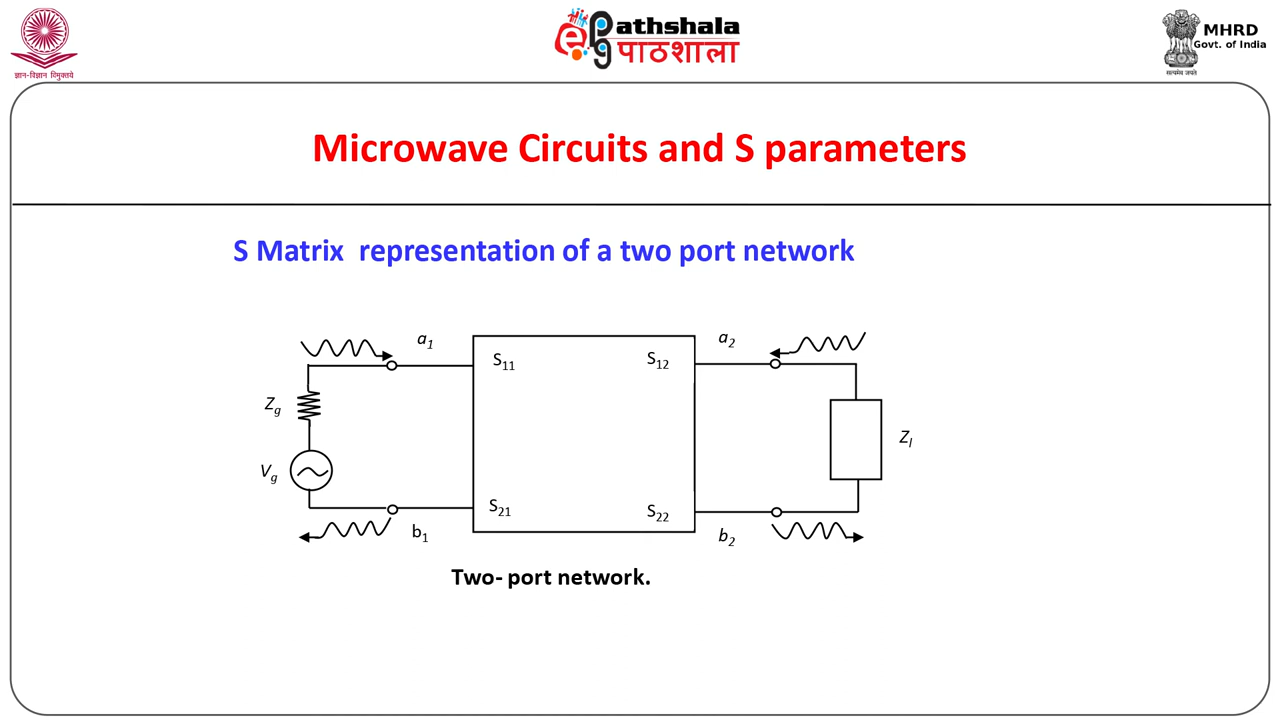 ज्ञान-विज्ञान विमुक्तये
ePathshala
पाठशाला
MHRD
Govt. of India
सत्यमेव जयते
Microwave Circuits and S parameters
S Matrix representation of a two port network
a1 a2
S11 S12
Zg
Zl
Vg
S21 S22
b1 b2
Two- port network.